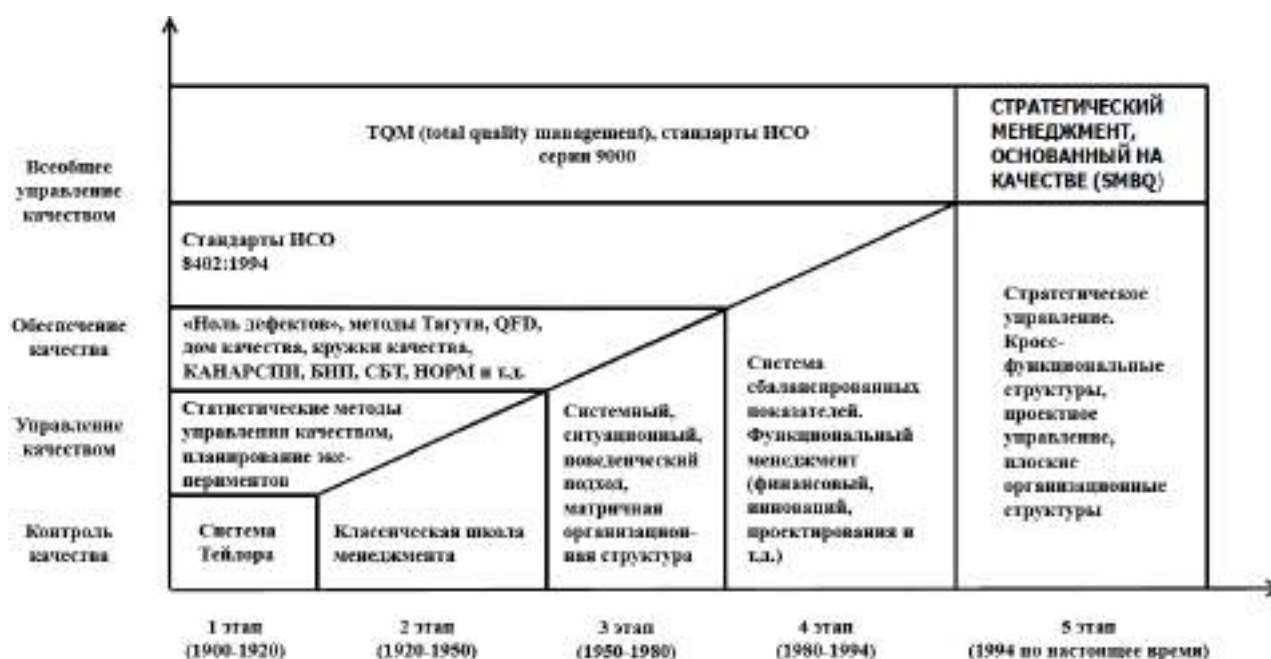 TQM (total quality management), стандарты ИСО
серии 9000
СТРАТЕГИЧЕСКИЙ
МЕНЕДЖМЕНТ,
ОСНОВАННЫЙ НА
КАЧЕСТВЕ (SMBQ)
Всеобщее
управление
качеством
Стандарты ИСО
8402:1994
Обеспечение
качества
«Ноль дефектов», методы Тагути, QFD,
дом качества, кружки качества,
КАНАРСПИ, БИП, СБТ, НОРМ и т.д.
Управление
качеством
Статистические методы
управления качеством,
планирование экс-
периментов
Контроль
качества
Система
Тейлора
Классическая школа
менеджмента
Системный,
ситуационный,
поведенческий
подход,
матричная
организацион-
ная структура
Система
сбалансированных
показателей.
Функциональный
менеджмент
(финансовый,
инноваций,
проектирования и
т.д.)
Стратегическое
управление.
Кросс-
функциональные
структуры,
проектное
управление,
плоские
организационные
структуры
1 этап
(1900-1920)
2 этап
(1920-1950)
3 этап
(1950-1980)
4 этап
(1980-1994)
5 этап
(1994 по настоящее время)